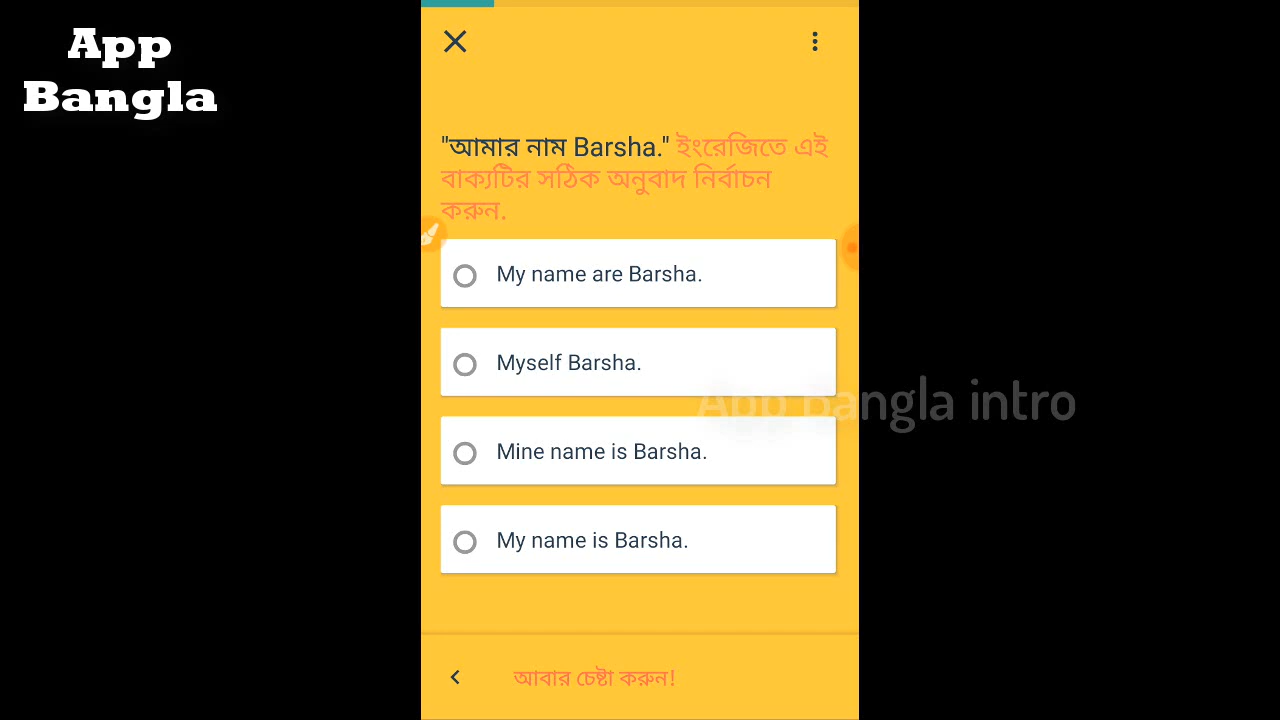 App
Bangla
"আমার নাম Barsha." ইংরেজিতে এই
বাক্যটির সঠিক অনুবাদ নির্বাচন
করুন.
My name are Barsha.
Myself Barsha.
App Bangla intro
Mine name is Barsha.
My name is Barsha.
আবার চেষ্টা করুন!